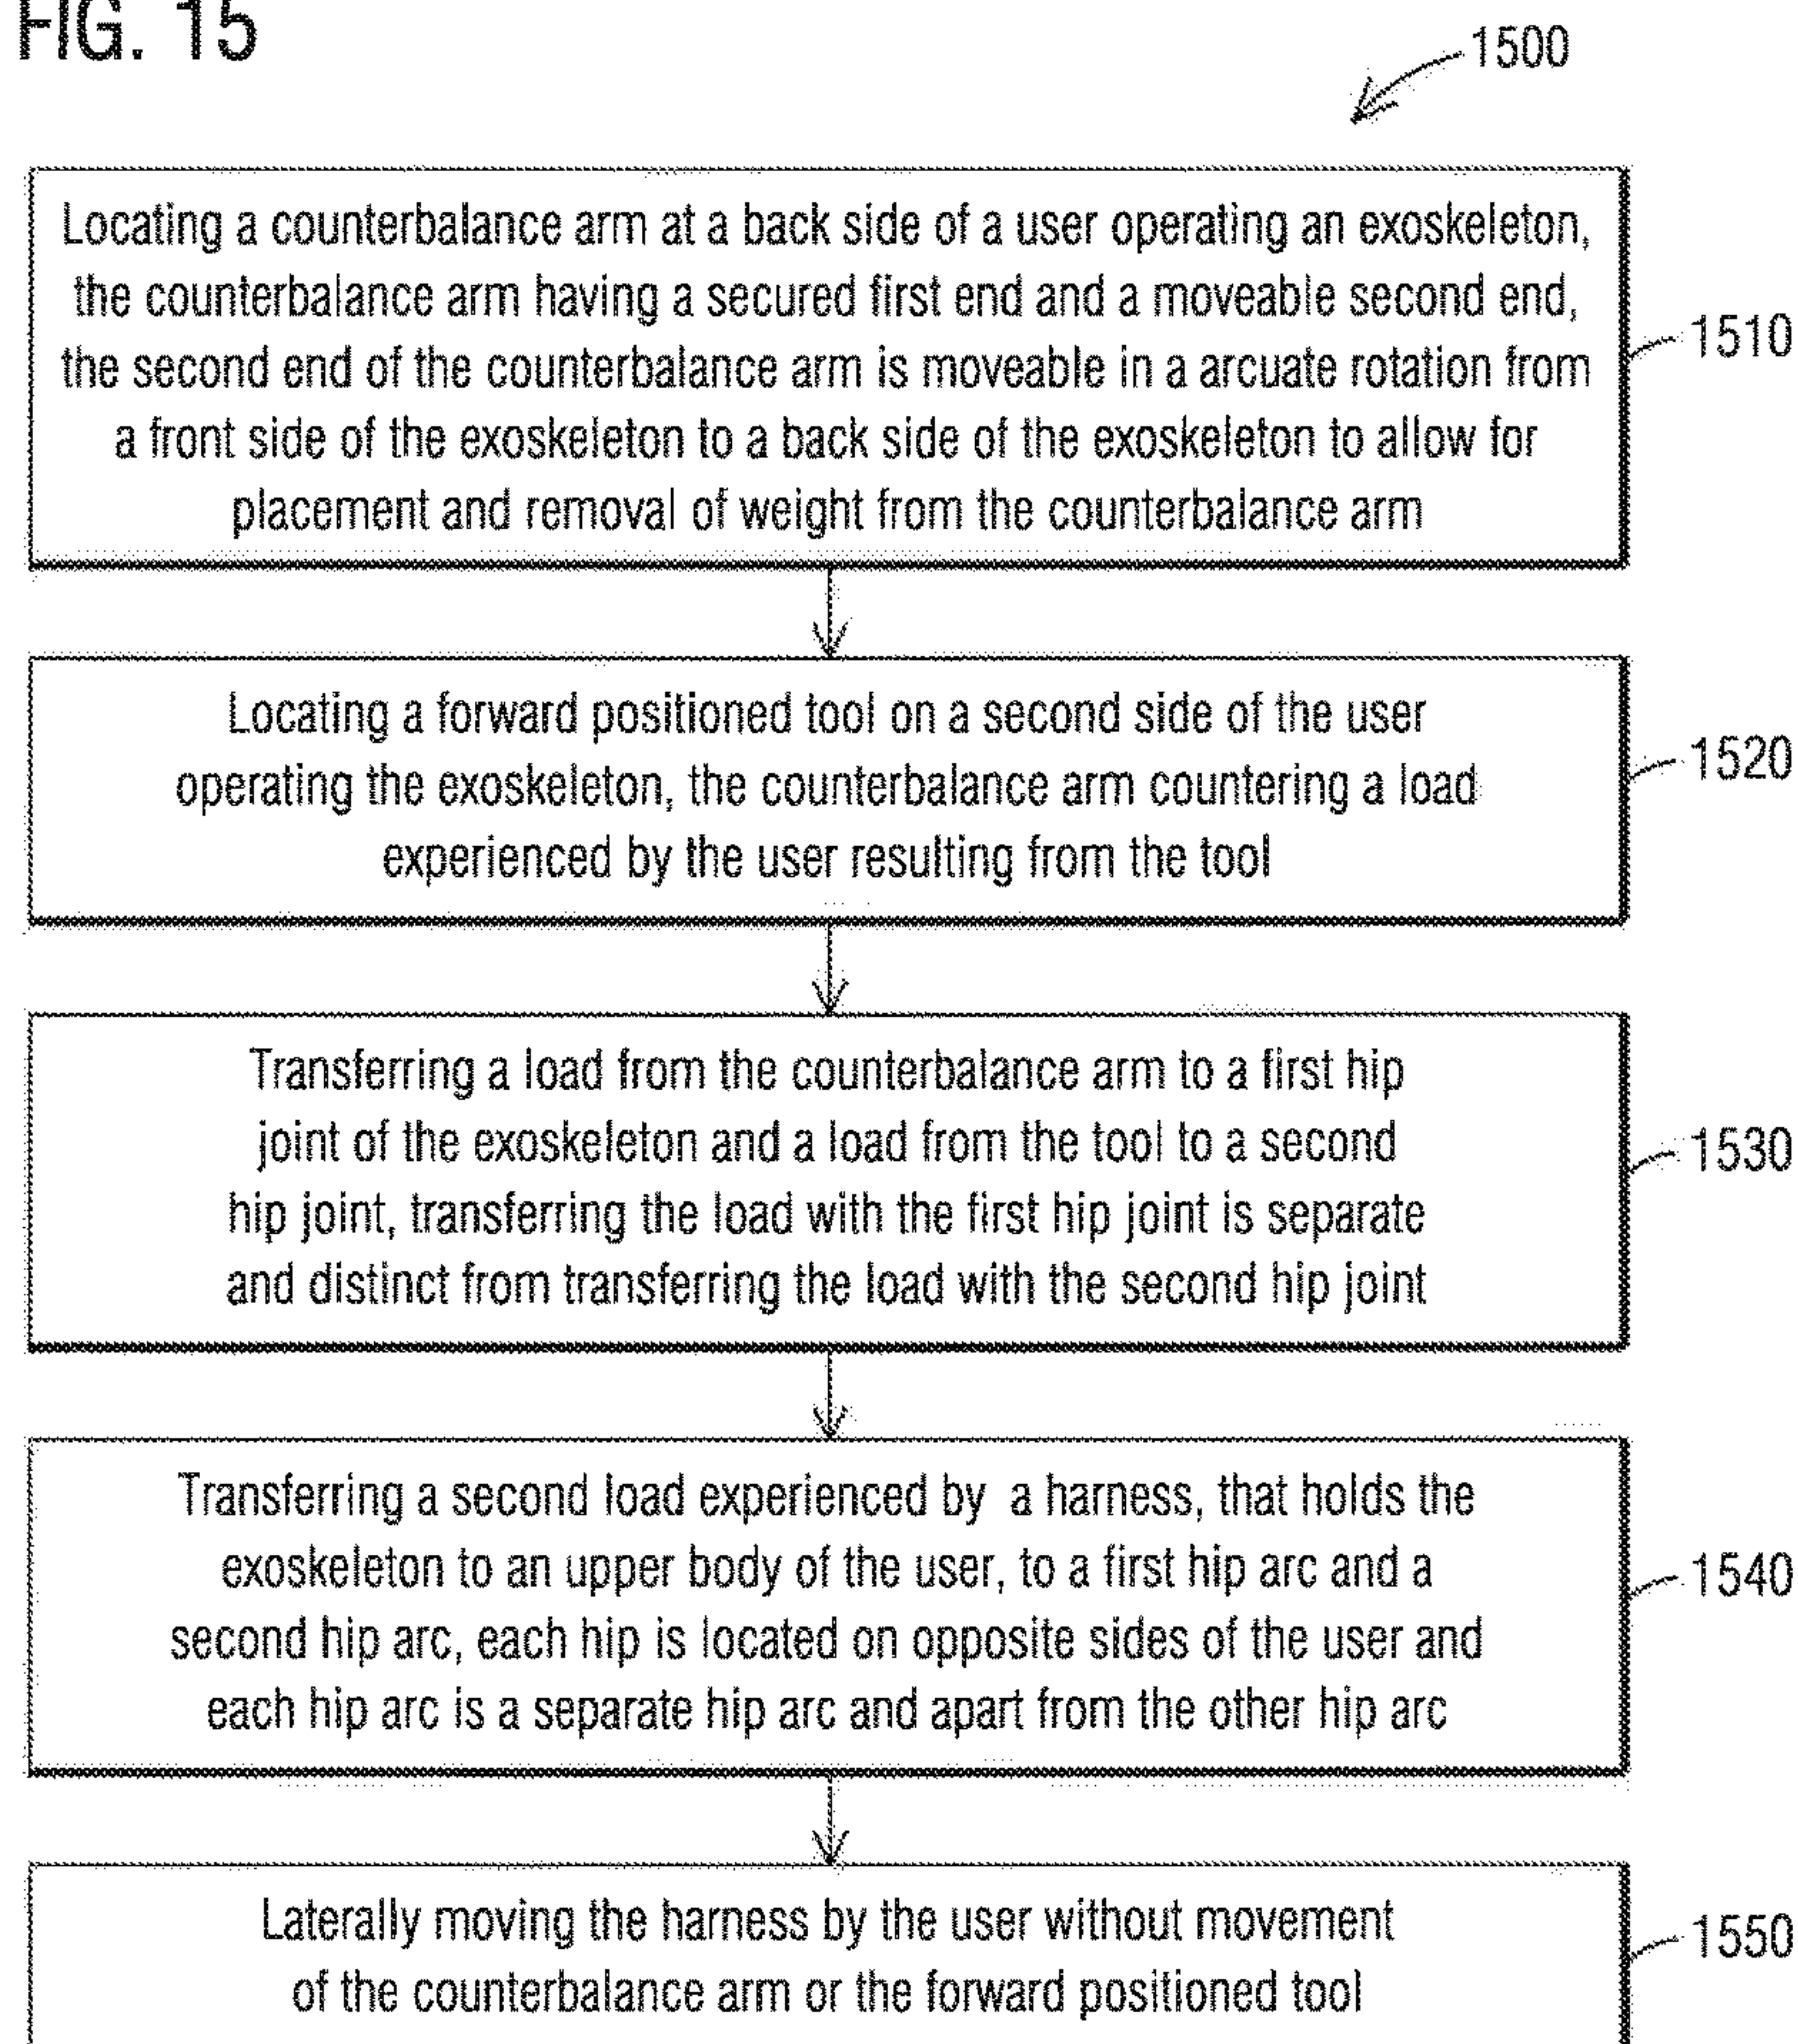 FIG. 15
1500
Locating a counterbalance arm at a back side of a user operating an exoskeleton,
the counterbalance arm having a secured first end and a moveable second end,
the second end of the counterbalance arm is moveable in a arcuate rotation from
a front side of the exoskeleton to a back side of the exoskeleton to allow for
placement and removal of weight from the counterbalance arm
1510
Locating a forward positioned tool on a second side of the user
operating the exoskeleton, the counterbalance arm countering a load
experienced by the user resulting from the tool
1520
Transferring a load from the counterbalance arm to a first hip
joint of the exoskeleton and a load from the tool to a second
hip joint, transferring the load with the first hip joint is separate
and distinct from transferring the load with the second hip joint
1530
Transferring a second load experienced by a harness, that holds the
exoskeleton to an upper body of the user, to a first hip arc and a
second hip arc, each hip is located on opposite sides of the user and
each hip arc is a separate hip arc and apart from the other hip arc
1540
Laterally moving the harness by the user without movement
of the counterbalance arm or the forward positioned tool
1550